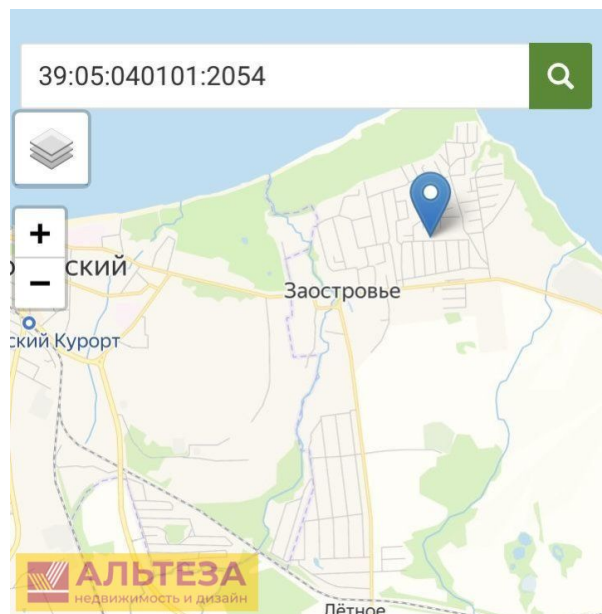 39:05:040101:2054
+
−
ский
Заостровье
ский Курорт
Лётное
АЛЬТЕЗА
недвижимость и дизайн